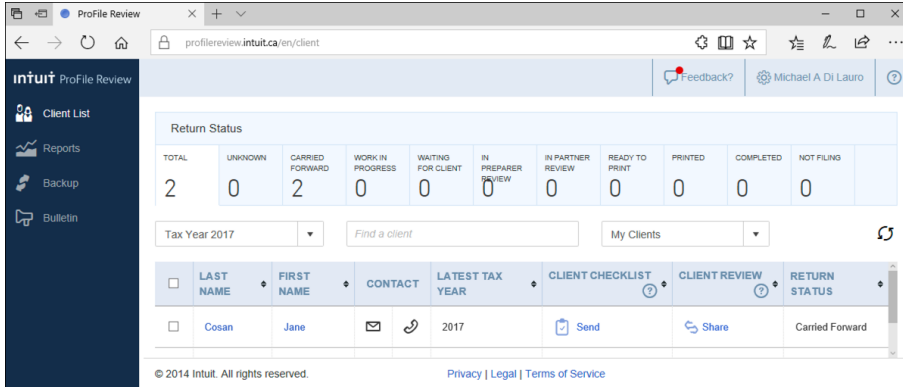 ProFile Review
profilereview.intuit.ca/en/client
intuit ProFile Review
Feedback?
Michael A Di Lauro
?
Client List
Reports
Backup
Bulletin
Return Status
TOTAL
2
UNKNOWN
0
CARRIED
FORWARD
2
WORK IN
PROGRESS
0
WAITING
FOR CLIENT
0
IN
PREPARER
REVIEW
0
IN PARTNER
REVIEW
0
READY TO
PRINT
0
PRINTED
0
COMPLETED
0
NOT FILING
0
Tax Year 2017
Find a client
My Clients
LAST
NAME
FIRST
NAME
CONTACT
LATEST TAX
YEAR
CLIENT CHECKLIST
?
CLIENT REVIEW
?
RETURN
STATUS
Cosan Jane 2017 Send Share Carried Forward
© 2014 Intuit. All rights reserved. Privacy | Legal | Terms of Service